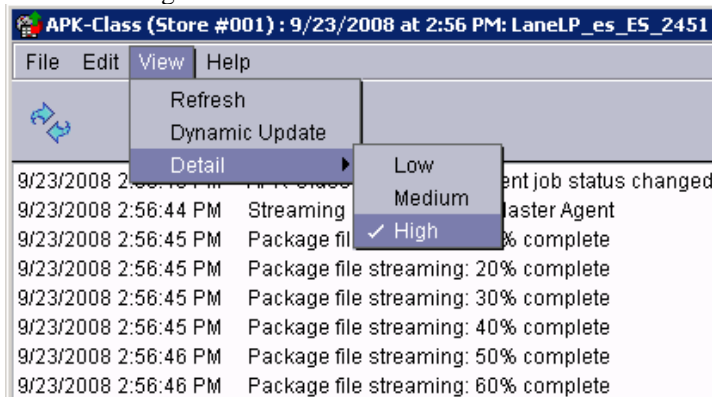 APK-Class (Store #001) : 9/23/2008 at 2:56 PM: LaneLP_es_ES_2451
File Edit View Help
Refresh
Dynamic Update
Detail
Low
Medium
High
9/23/2008 ent job status changed
9/23/2008 2:56:44 PM Streaming Master Agent
9/23/2008 2:56:45 PM Package % complete
9/23/2008 2:56:45 PM Package file streaming: 20% complete
9/23/2008 2:56:45 PM Package file streaming: 30% complete
9/23/2008 2:56:45 PM Package file streaming: 40% complete
9/23/2008 2:56:46 PM Package file streaming: 50% complete
9/23/2008 2:56:46 PM Package file streaming: 60% complete